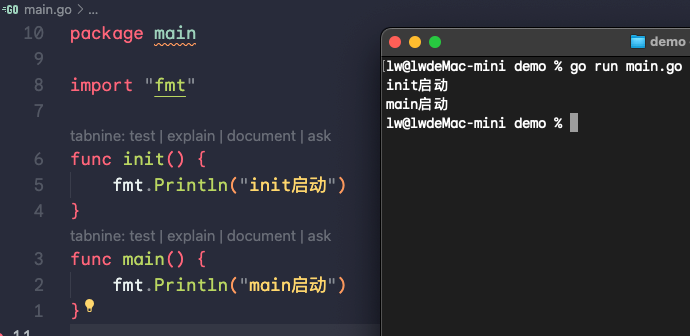 GO main.go > ...
10 package main
9
8 import "fmt"
7
tabnine: test | explain | document | ask
6 func init() {
5 fmt.Println("init启动")
4 }
tabnine: test | explain | document | ask
3 func main() {
2 fmt.Println("main启动")
1 }
11
demo
lw@lwdeMac-mini demo % go run main.go
init启动
main启动
lw@lwdeMac-mini demo %